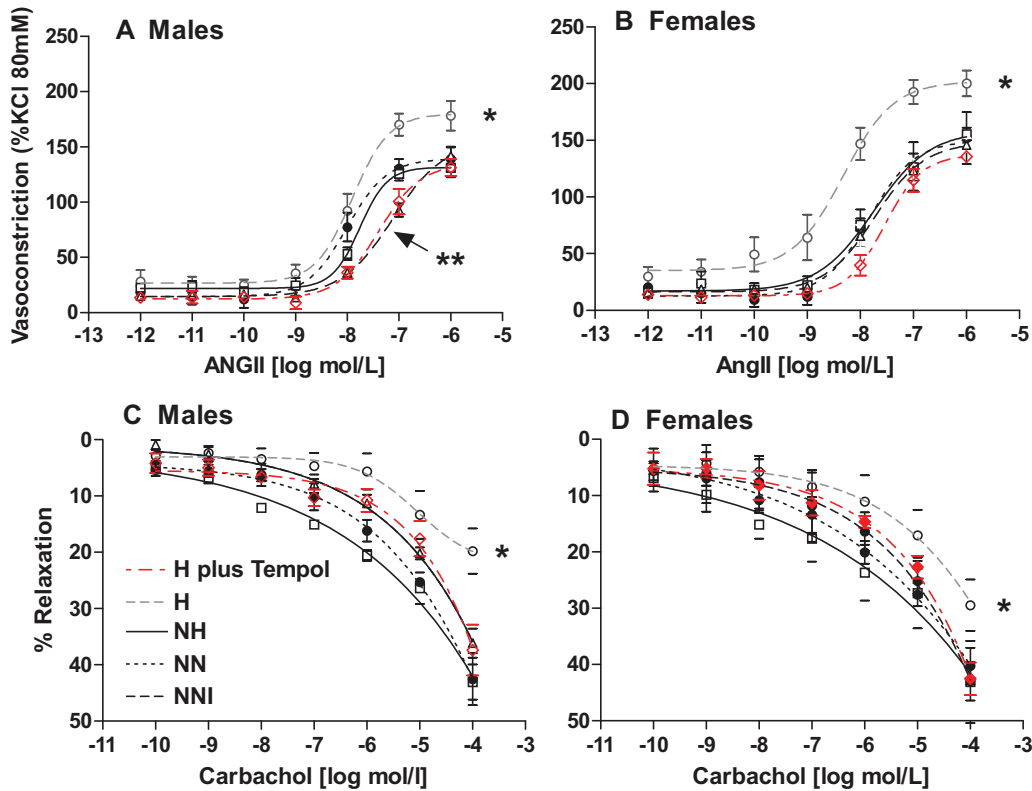 A Males
Vasoconstriction (%KCl 80mM)
250
200
150
100
50
0
*
**
-13 -12 -11 -10 -9 -8 -7 -6 -5
ANGII [log mol/L]
B Females
250
200
150
100
50
0
*
-13 -12 -11 -10 -9 -8 -7 -6 -5
AngII [log mol/L]
C Males
% Relaxation
0
10
20
30
40
50
*
H plus Tempol
H
NH
NN
NNI
-11 -10 -9 -8 -7 -6 -5 -4 -3
Carbachol [log mol/l]
D Females
0
10
20
30
40
50
*
-11 -10 -9 -8 -7 -6 -5 -4 -3
Carbachol [log mol/L]